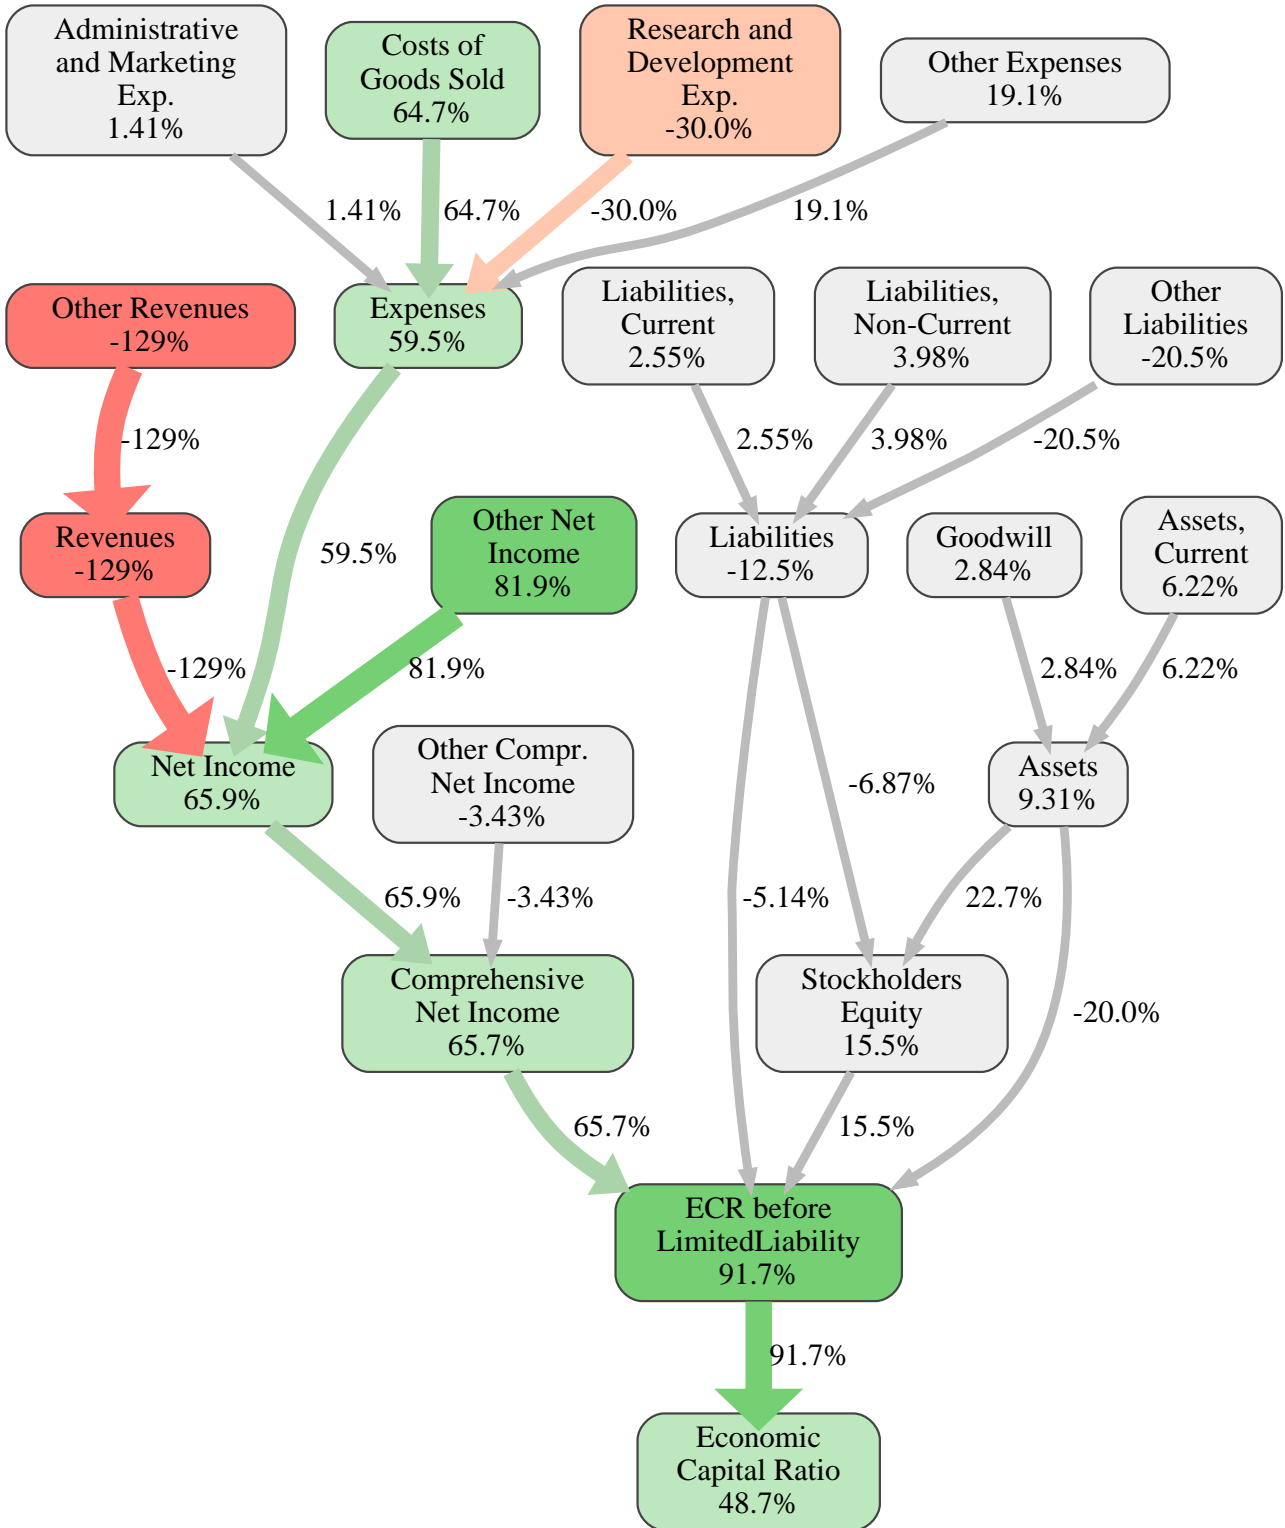 Administrative
and Marketing
Exp.
1.41%
Costs of
Goods Sold
64.7%
Research and
Development
Exp.
-30.0%
Other Expenses
19.1%
1.41%
64.7%
-30.0%
19.1%
Other Revenues
-129%
Expenses
59.5%
Liabilities,
Current
2.55%
Liabilities,
Non-Current
3.98%
Other
Liabilities
-20.5%
-129%
2.55%
3.98%
-20.5%
Revenues
-129%
59.5%
Other Net
Income
81.9%
Liabilities
-12.5%
Goodwill
2.84%
Assets,
Current
6.22%
-129%
81.9%
2.84%
6.22%
Net Income
65.9%
Other Compr.
Net Income
-3.43%
-6.87%
Assets
9.31%
65.9%
-3.43%
-5.14%
22.7%
Comprehensive
Net Income
65.7%
Stockholders
Equity
15.5%
-20.0%
65.7%
15.5%
ECR before
LimitedLiability
91.7%
91.7%
Economic
Capital Ratio
48.7%